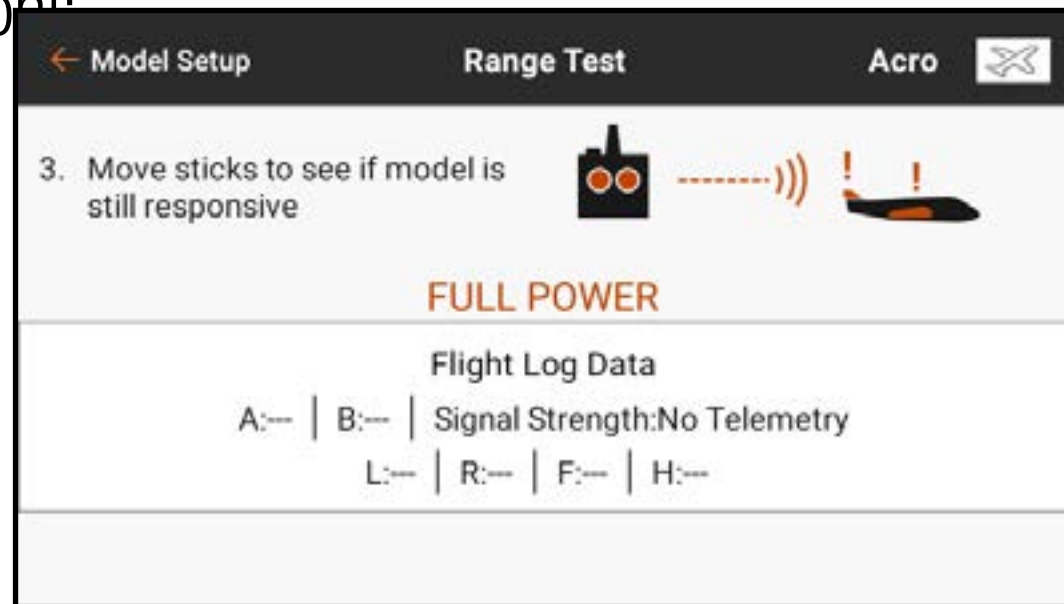 ← Model Setup Range Test Acro
3. Move sticks to see if model is
still responsive
FULL POWER
Flight Log Data
A:--- | B:--- | Signal Strength:No Telemetry
L:--- | R:--- | F:--- | H:---